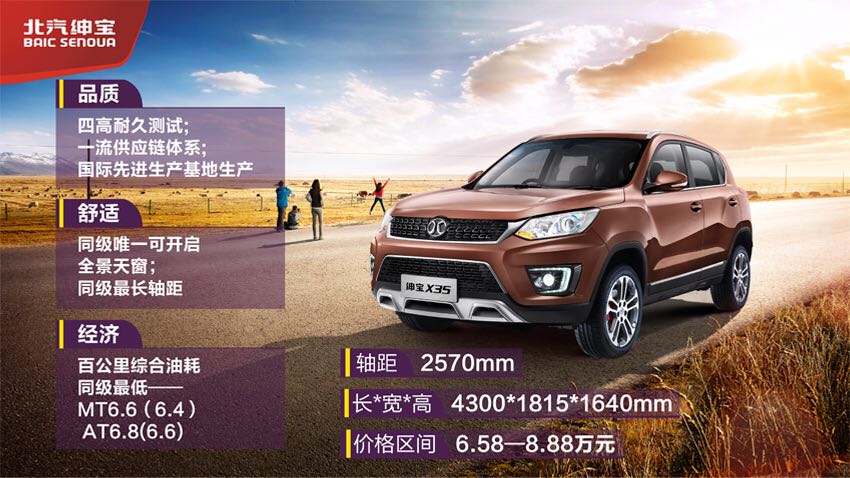 北汽绅宝
BAIC SENOVA
品质
四高耐久测试；
一流供应链体系；
国际先进生产基地生产
舒适
同级唯一可开启
全景天窗；
同级最长轴距
经济
百公里综合油耗
同级最低——
MT6.6（6.4）
AT6.8(6.6)
绅宝 X35
轴距 2570mm
长*宽*高 4300*1815*1640mm
价格区间 6.58—8.88万元